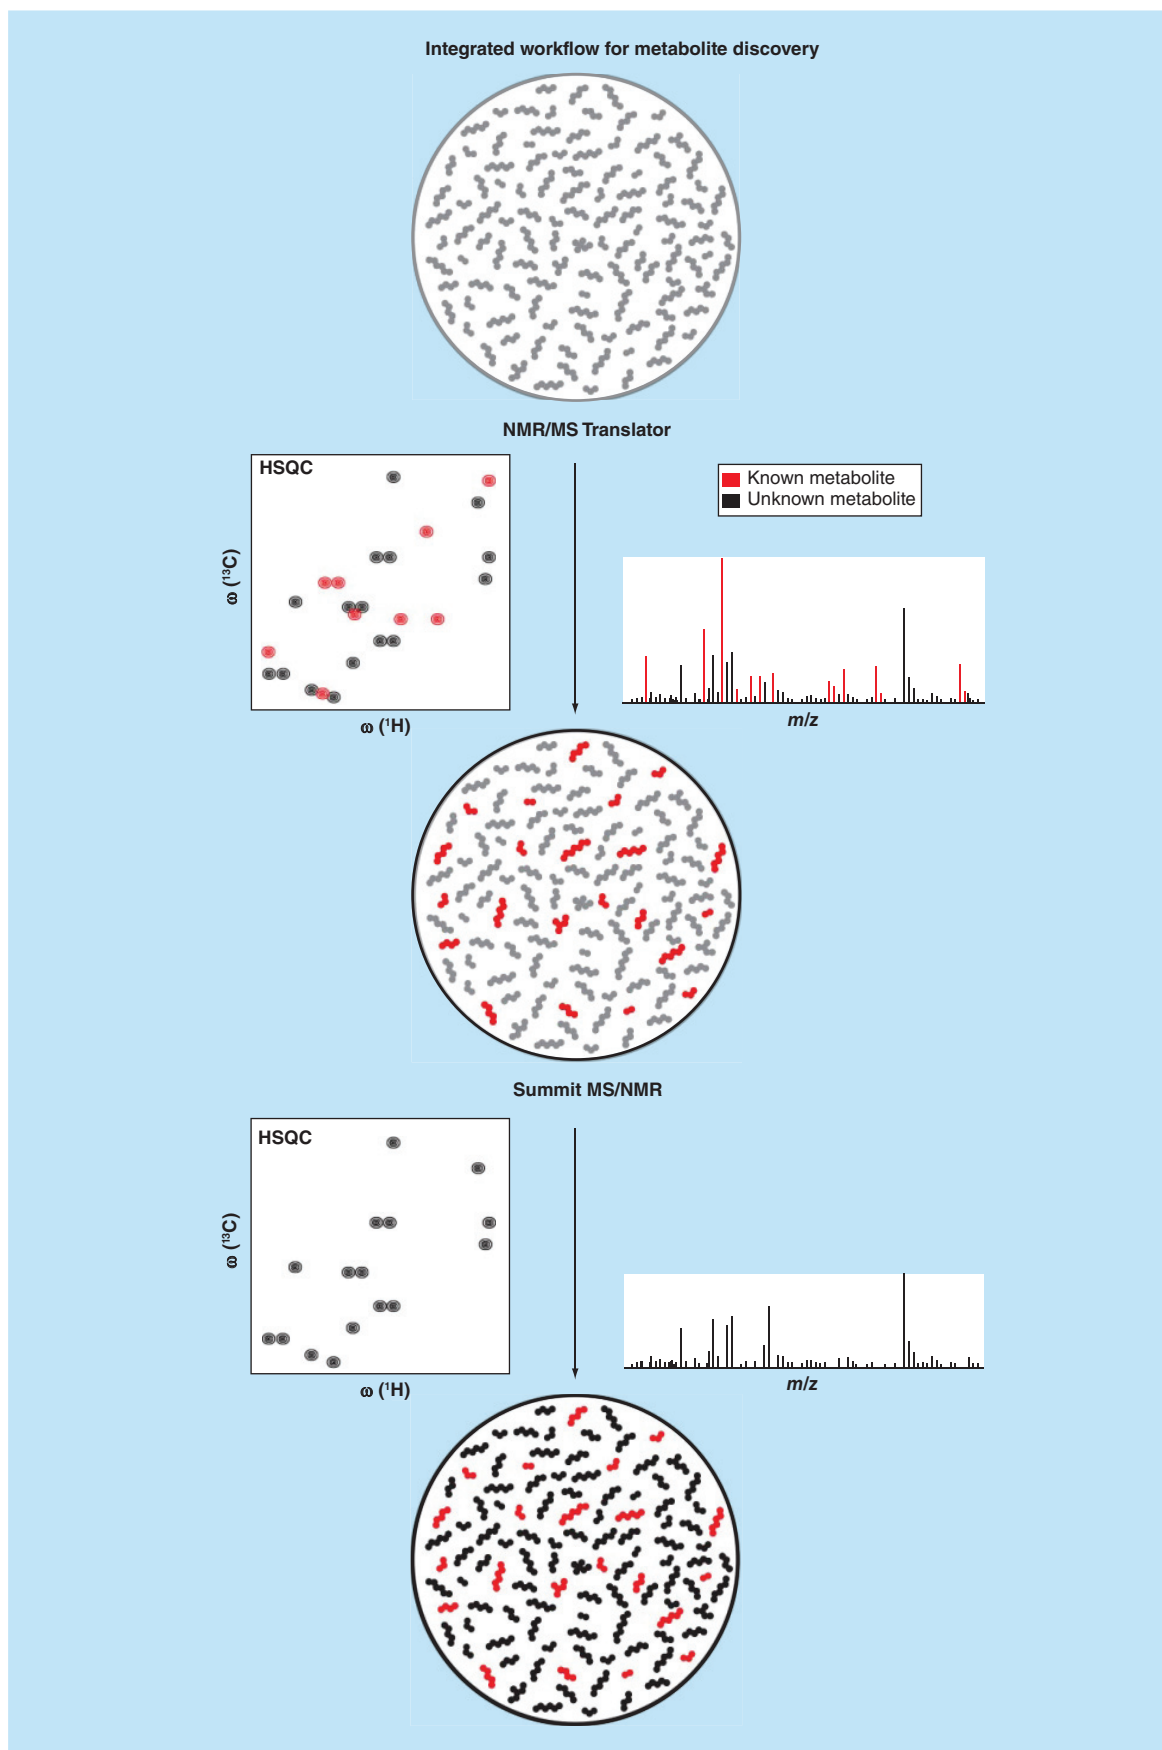 Integrated workflow for metabolite discovery
NMR/MS Translator
HSQC
ω (¹³C)
ω (¹H)
Known metabolite
Unknown metabolite
m/z
Summit MS/NMR
HSQC
ω (¹³C)
ω (¹H)
m/z